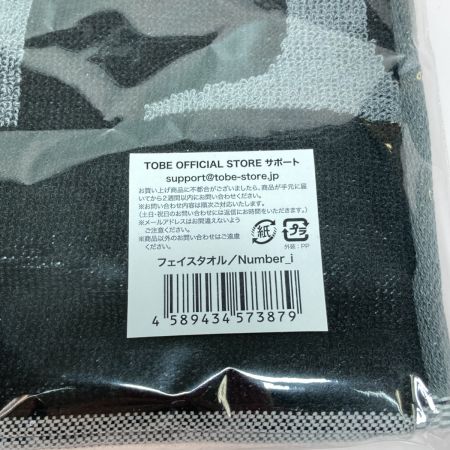 TOBE OFFICIAL STORE サポート
support@tobe-store.jp
お買い上げ商品に不都合がございましたら、商品が手元に届
いてから2週間以内にお問い合わせください。
※お問い合わせ内容は順次ご対応いたします。
(土日・祝日のお問い合わせには返信にお時間をいただきます。)
※メールアドレスはお間違えないよう
ご注意ください。
※商品以外のお問い合わせはご遠慮
ください。
紙
プラ
外装:PP
フェイスタオル/Number_i
4 589434 573879